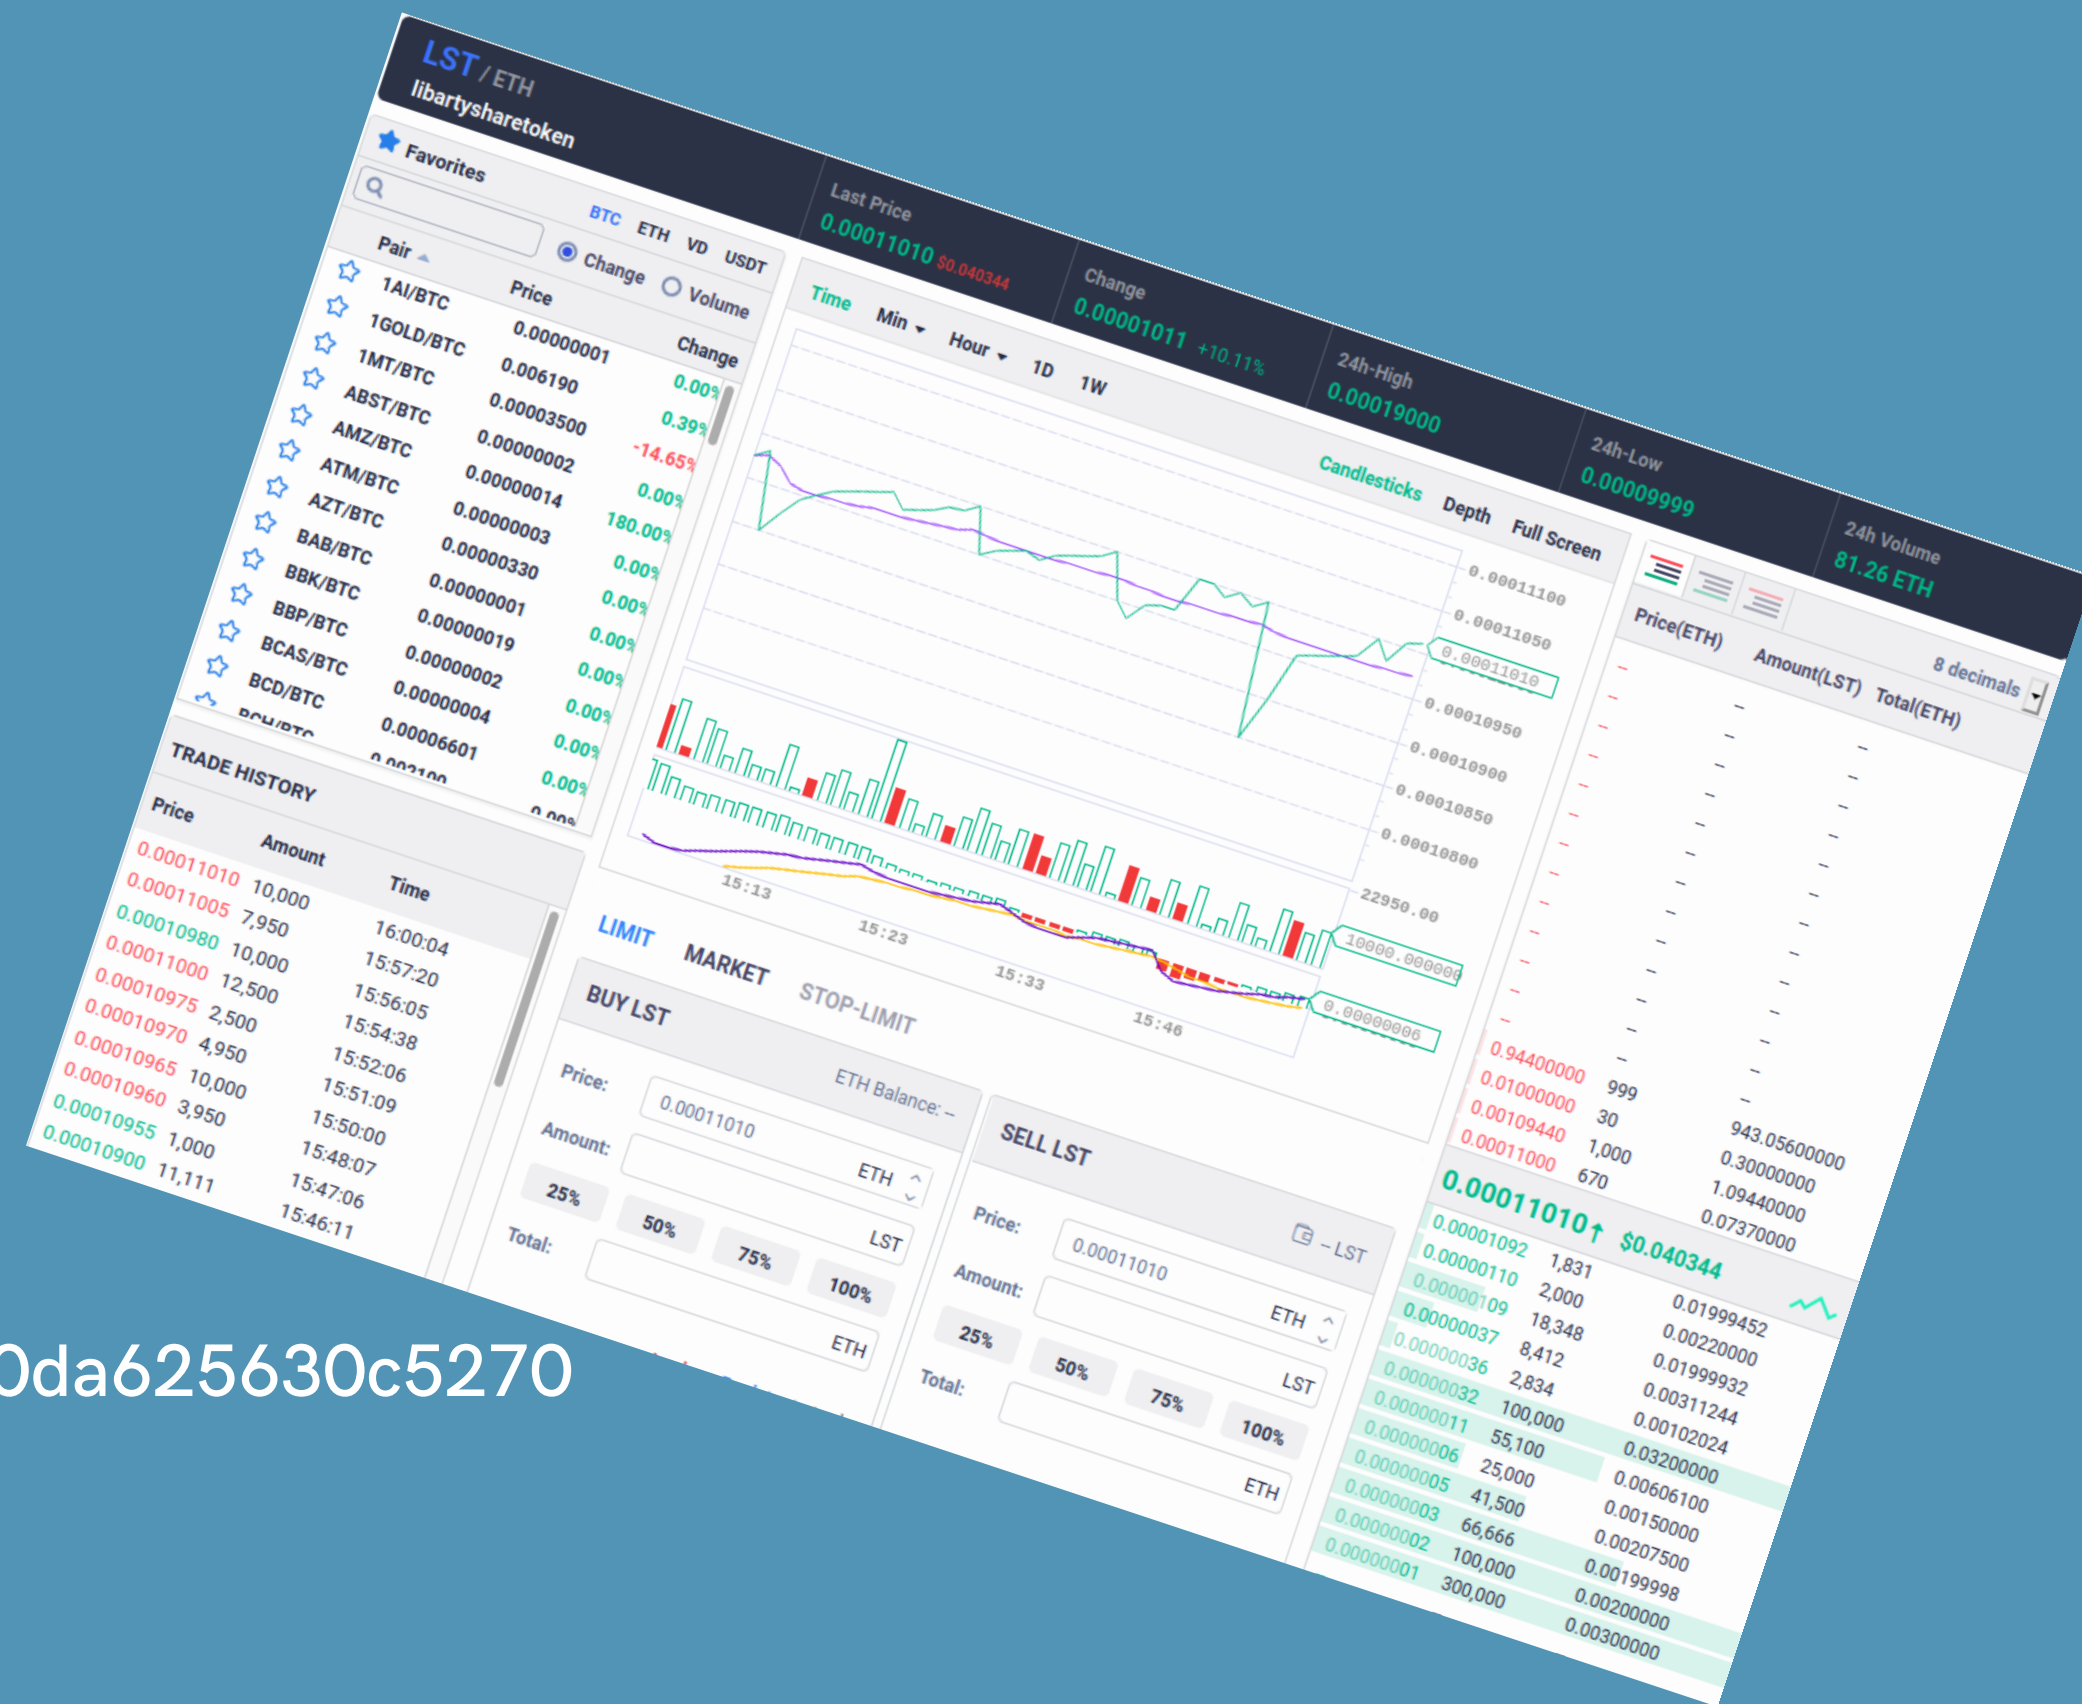 LST / ETH
libartysharetoken
Last Price
0.00011010 $0.040344
Change
0.00001011 +10.11%
24h-High
0.00019000
24h-Low
0.00009999
24h Volume
81.26 ETH
Favorites
BTC ETH VD USDT
Change Volume
Pair Price Change
1AI/BTC 0.00000001 0.00%
1GOLD/BTC 0.006190 0.39%
1MT/BTC 0.00003500 -14.65%
ABST/BTC 0.00000002 0.00%
AMZ/BTC 0.00000014 180.00%
ATM/BTC 0.00000003 0.00%
AZT/BTC 0.00000330 0.00%
BAB/BTC 0.00000001 0.00%
BBK/BTC 0.00000019 0.00%
BBP/BTC 0.00000002 0.00%
BCAS/BTC 0.00000004 0.00%
BCD/BTC 0.00006601 0.00%
BCH/BTC 0.002100 0.00%
TRADE HISTORY
Price Amount Time
0.00011010 10,000 16:00:04
0.00011005 7,950 15:57:20
0.00010980 10,000 15:56:05
0.00011000 12,500 15:54:38
0.00010975 2,500 15:52:06
0.00010970 4,950 15:51:09
0.00010965 10,000 15:50:00
0.00010960 3,950 15:48:07
0.00010955 1,000 15:47:06
0.00010900 11,111 15:46:11
Time Min Hour 1D 1W
Candlesticks Depth Full Screen
0.00011100
0.00011050
0.00011010
0.00010950
0.00010900
0.00010850
0.00010800
22950.00
10000.000000
0.00000006
15:13 15:23 15:33 15:46
LIMIT MARKET STOP-LIMIT
BUY LST
ETH Balance: --
Price: 0.00011010 ETH
Amount: LST
25% 50% 75% 100%
Total: ETH
SELL LST
-- LST
Price: 0.00011010 ETH
Amount: LST
25% 50% 75% 100%
Total: ETH
8 decimals
Price(ETH) Amount(LST) Total(ETH)
-- -- --
-- -- --
-- -- --
-- -- --
-- -- --
-- -- --
-- -- --
-- -- --
-- -- --
-- -- --
-- -- --
-- -- --
-- -- --
0.94400000 999 943.05600000
0.01000000 30 0.30000000
0.00109440 1,000 1.09440000
0.00011000 670 0.07370000
0.00011010↑ $0.040344
0.00001092 1,831 0.01999452
0.00000110 2,000 0.00220000
0.00000109 18,348 0.01999932
0.00000037 8,412 0.00311244
0.00000036 2,834 0.00102024
0.00000032 100,000 0.03200000
0.00000011 55,100 0.00606100
0.00000006 25,000 0.00150000
0.00000005 41,500 0.00207500
0.00000003 66,666 0.00199998
0.00000002 100,000 0.00200000
0.00000001 300,000 0.00300000
0da625630c5270